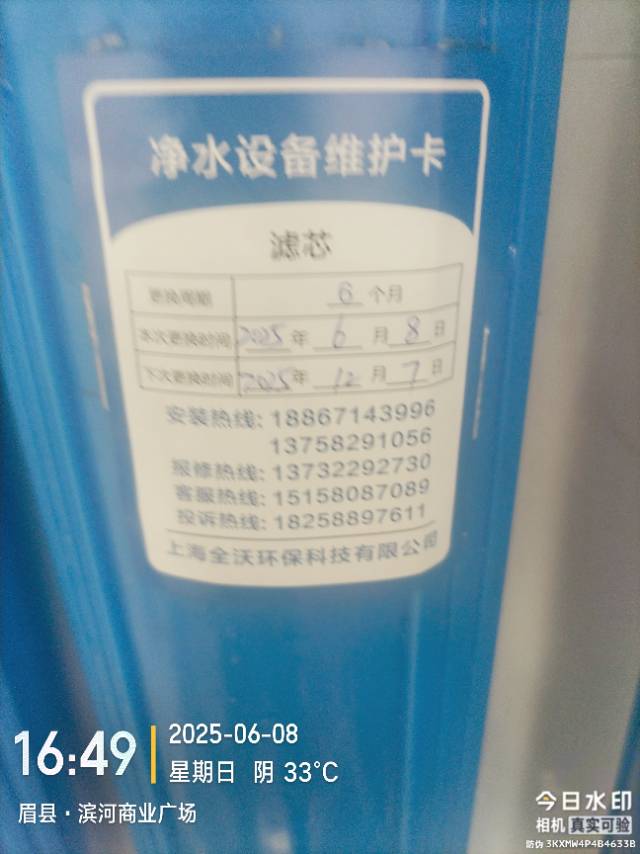 净水设备维护卡
滤芯
更换周期 6 个月
本次更换时间 2025 年 6 月 8 日
下次更换时间 2025 年 12 月 7 日
安装热线: 18867143996
13758291056
报修热线: 13732292730
客服热线: 15158087089
投诉热线: 18258897611
上海全沃环保科技有限公司
16:49
2025-06-08
星期日 阴 33°C
眉县·滨河商业广场
今日水印
相机 真实可验
防伪 3KXMW4P4B4633B